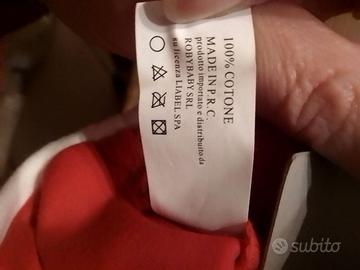 100% COTONE
MADE IN P.R.C.
prodotto importato e distribuito da
ROBYBABY SRL
su licenza LIABEL SPA
subito